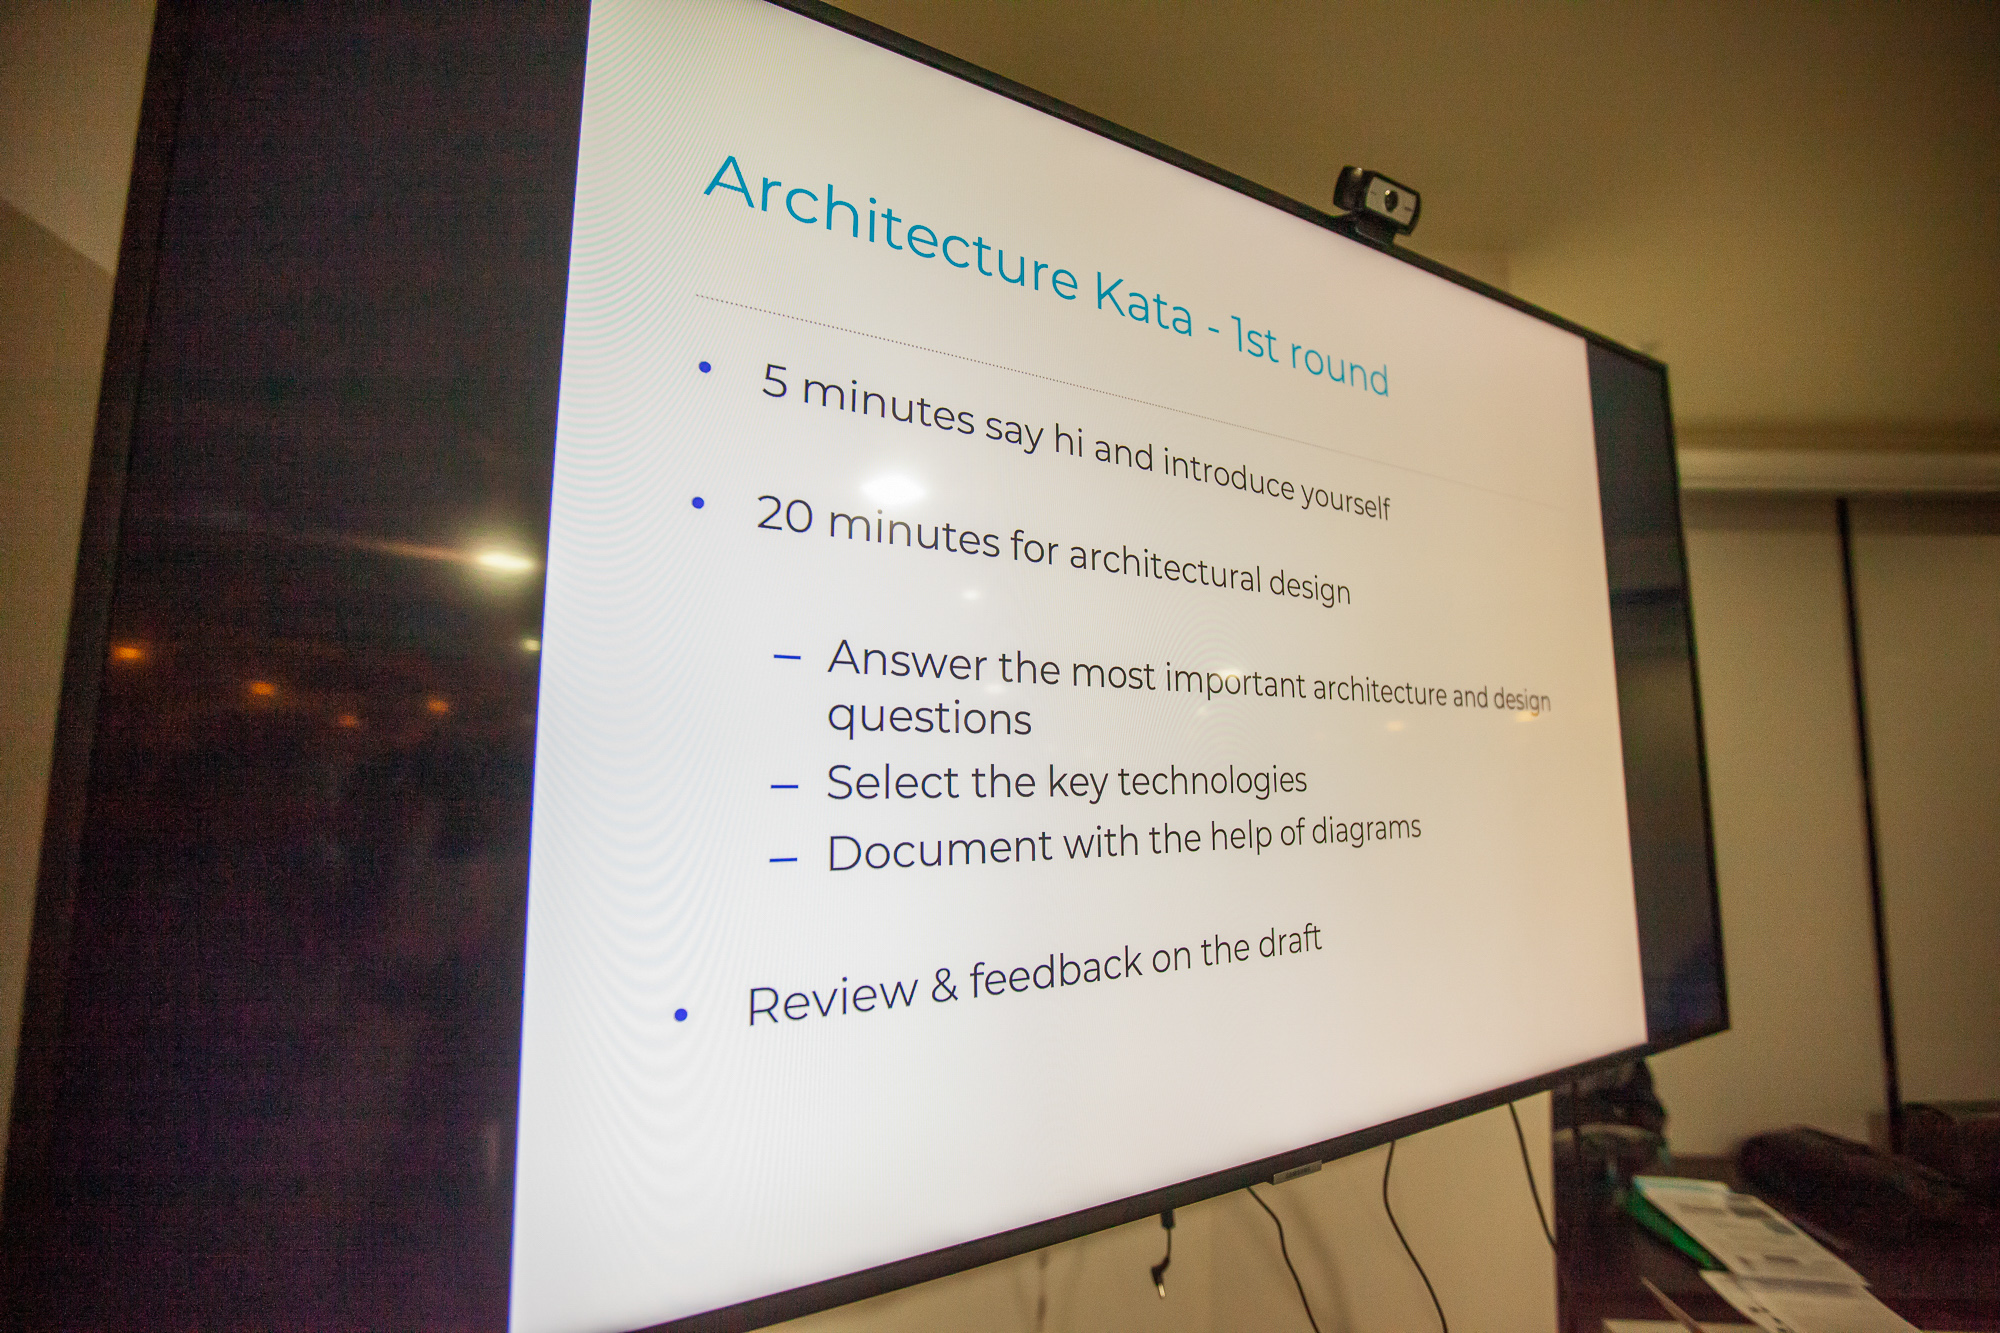 Architecture Kata - 1st round
• 5 minutes say hi and introduce yourself
• 20 minutes for architectural design
– Answer the most important architecture and design
questions
– Select the key technologies
– Document with the help of diagrams
• Review & feedback on the draft